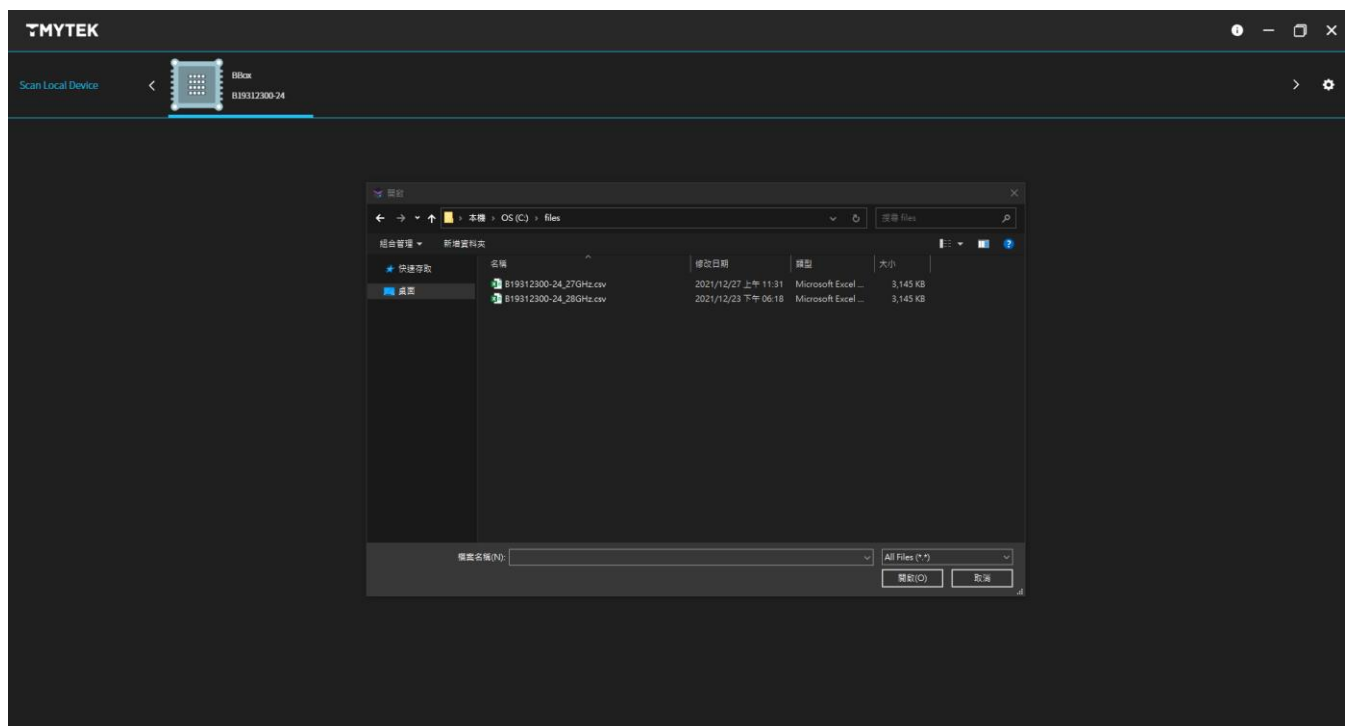 TMYTEK
Scan Local Device
BBox
B19312300-24
開啟
本機 › OS (C:) › files
搜尋 files
組合管理
新增資料夾
快速存取
桌面
名稱 修改日期 類型 大小
B19312300-24_27GHz.csv 2021/12/27 上午 11:31 Microsoft Excel ... 3,145 KB
B19312300-24_28GHz.csv 2021/12/23 下午 06:18 Microsoft Excel ... 3,145 KB
檔案名稱(N):
All Files (*.*)
開啟(O)
取消